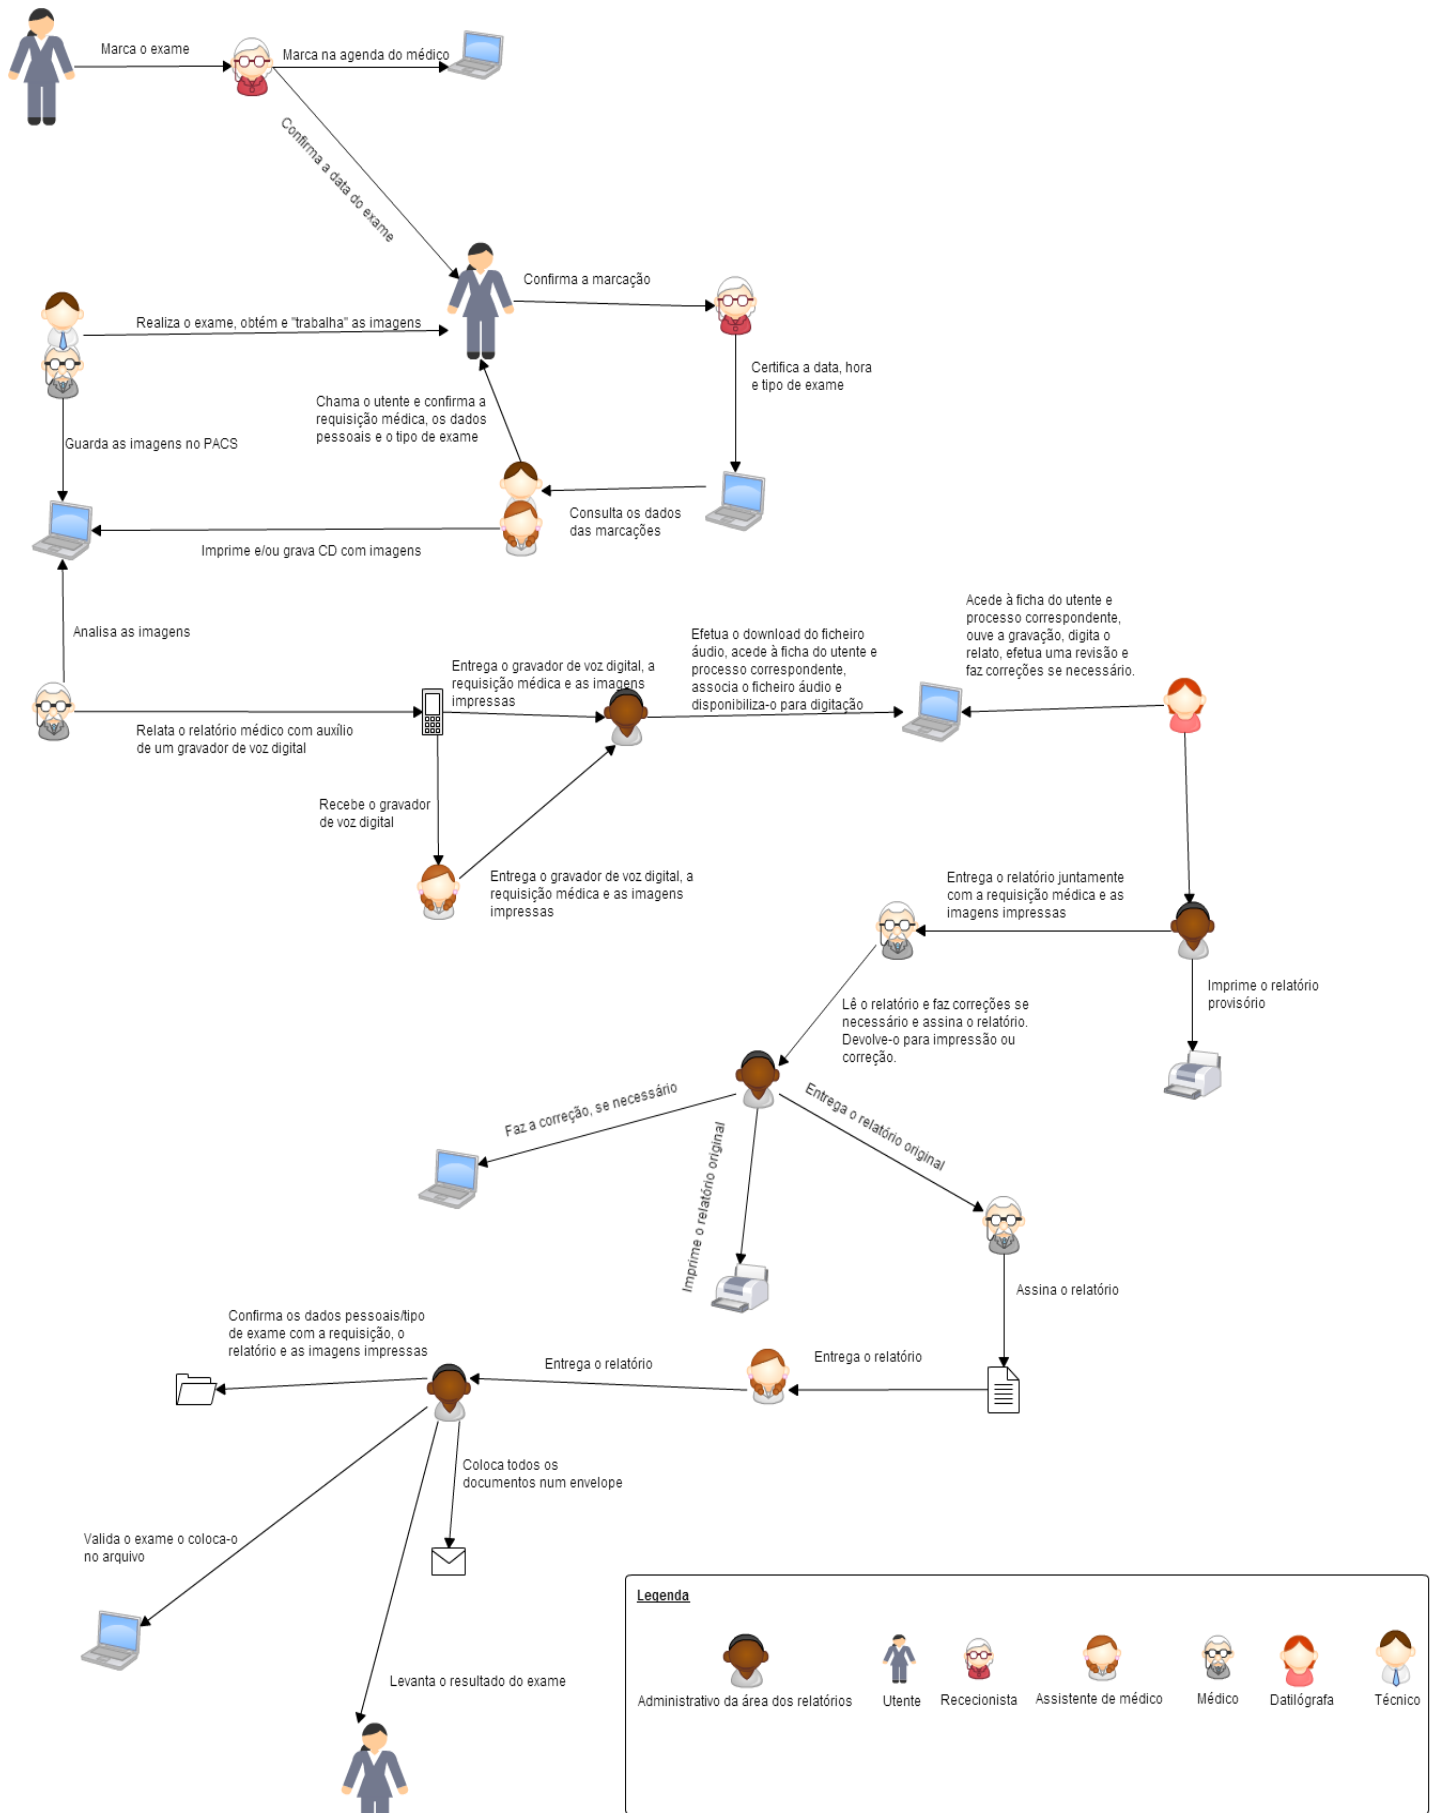 Marca o exame
Marca na agenda do médico
Confirma a data do exame
Confirma a marcação
Realiza o exame, obtém e "trabalha" as imagens
Certifica a data, hora
e tipo de exame
Chama o utente e confirma a
requisição médica, os dados
pessoais e o tipo de exame
Guarda as imagens no PACS
Consulta os dados
das marcações
Imprime e/ou grava CD com imagens
Analisa as imagens
Acede à ficha do utente e
processo correspondente,
ouve a gravação, digita o
relato, efetua uma revisão e
faz correções se necessário.
Efetua o download do ficheiro
áudio, acede à ficha do utente e
processo correspondente,
associa o ficheiro áudio e
disponibiliza-o para digitação
Entrega o gravador de voz digital, a
requisição médica e as imagens
impressas
Relata o relatório médico com auxílio
de um gravador de voz digital
Recebe o gravador
de voz digital
Entrega o gravador de voz digital, a
requisição médica e as imagens
impressas
Entrega o relatório juntamente
com a requisição médica e as
imagens impressas
Imprime o relatório
provisório
Lê o relatório e faz correções se
necessário e assina o relatório.
Devolve-o para impressão ou
correção.
Faz a correção, se necessário
Imprime o relatório original
Entrega o relatório original
Assina o relatório
Confirma os dados pessoais/tipo
de exame com a requisição, o
relatório e as imagens impressas
Entrega o relatório
Entrega o relatório
Coloca todos os
documentos num envelope
Valida o exame o coloca-o
no arquivo
Levanta o resultado do exame
Legenda
Administrativo da área dos relatórios
Utente
Rececionista
Assistente de médico
Médico
Datilógrafa
Técnico